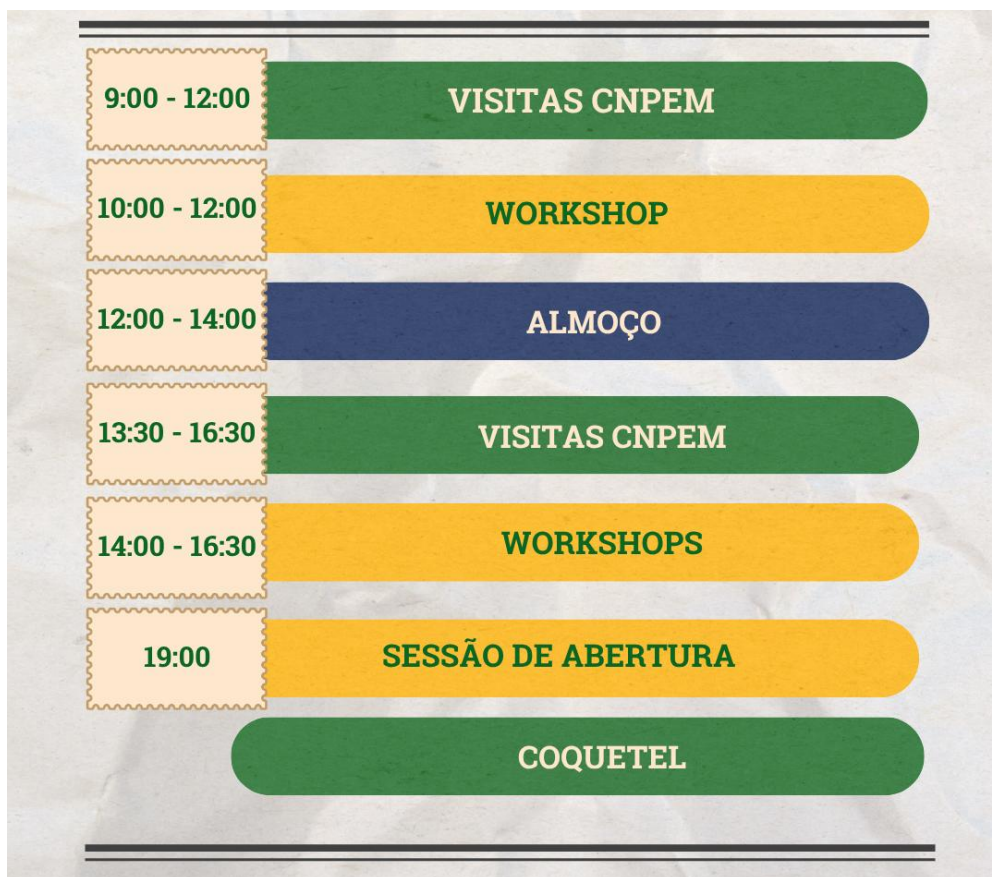 9:00 - 12:00 VISITAS CNPEM
10:00 - 12:00 WORKSHOP
12:00 - 14:00 ALMOÇO
13:30 - 16:30 VISITAS CNPEM
14:00 - 16:30 WORKSHOPS
19:00 SESSÃO DE ABERTURA
COQUETEL